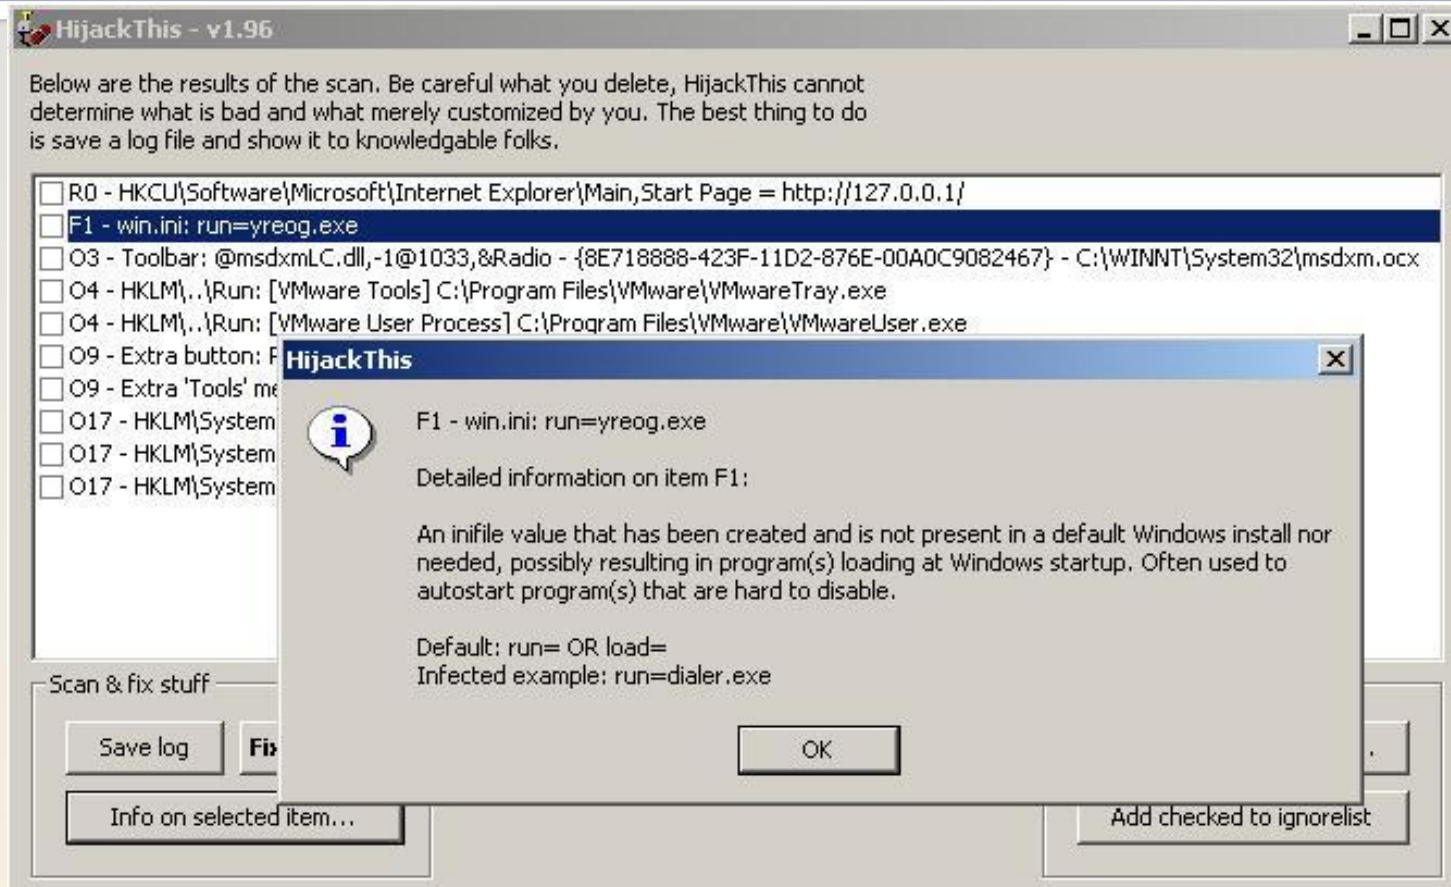 HijackThis - v1.96
Below are the results of the scan. Be careful what you delete, HijackThis cannot
determine what is bad and what merely customized by you. The best thing to do
is save a log file and show it to knowledgable folks.
R0 - HKCU\Software\Microsoft\Internet Explorer\Main,Start Page = http://127.0.0.1/
F1 - win.ini: run=yreog.exe
O3 - Toolbar: @msdxmLC.dll,-1@1033,&Radio - {8E718888-423F-11D2-876E-00A0C9082467} - C:\WINNT\System32\msdxm.ocx
O4 - HKLM\..\Run: [VMware Tools] C:\Program Files\VMware\VMwareTray.exe
O4 - HKLM\..\Run: [VMware User Process] C:\Program Files\VMware\VMwareUser.exe
O9 - Extra button:
O9 - Extra 'Tools'
O17 - HKLM\System
O17 - HKLM\System
O17 - HKLM\System
HijackThis
F1 - win.ini: run=yreog.exe
Detailed information on item F1:
An inifile value that has been created and is not present in a default Windows install nor
needed, possibly resulting in program(s) loading at Windows startup. Often used to
autostart program(s) that are hard to disable.
Default: run= OR load=
Infected example: run=dialer.exe
OK
Scan & fix stuff
Save log
Info on selected item...
Add checked to ignorelist